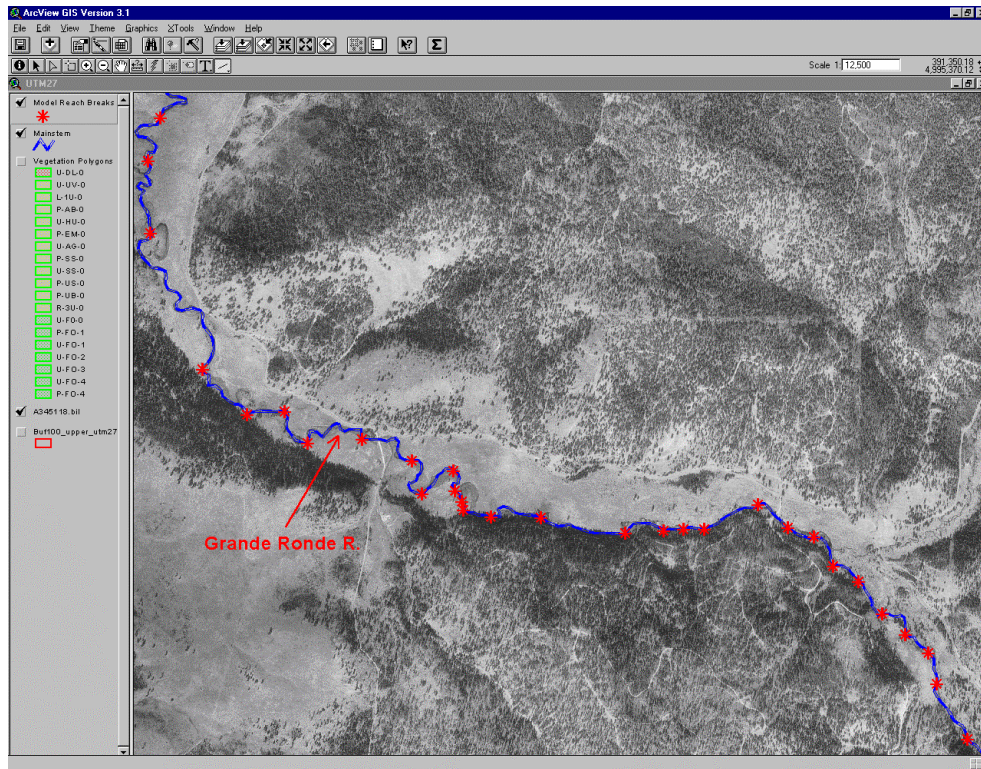 ArcView GIS Version 3.1
File Edit View Theme Graphics XTools Window Help
Scale 1: 12,500
391,350.18
4,995,370.12
UTM27
Model Reach Breaks
Mainstem
Vegetation Polygons
U-DL-0
U-UV-0
L-1U-0
P-AB-0
U-HU-0
P-EM-0
U-AG-0
P-SS-0
U-SS-0
P-US-0
P-UB-0
R-3U-0
U-F0-0
P-FO-1
U-FO-1
U-FO-2
U-FO-3
U-FO-4
P-FO-4
A345118.bil
Buf100_upper_utm27
Grande Ronde R.